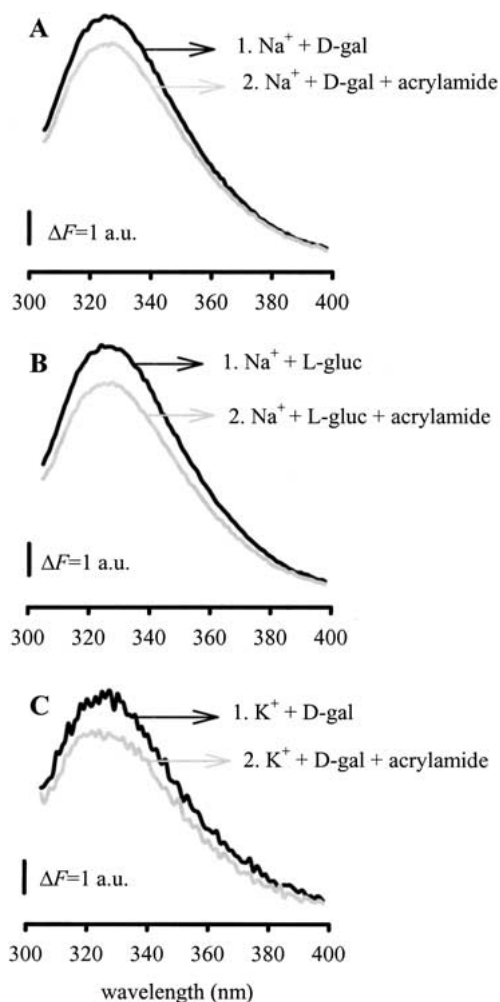 A
1. Na⁺ + D-gal
2. Na⁺ + D-gal + acrylamide
ΔF=1 a.u.
300 320 340 360 380 400
B
1. Na⁺ + L-gluc
2. Na⁺ + L-gluc + acrylamide
ΔF=1 a.u.
300 320 340 360 380 400
C
1. K⁺ + D-gal
2. K⁺ + D-gal + acrylamide
ΔF=1 a.u.
300 320 340 360 380 400
wavelength (nm)